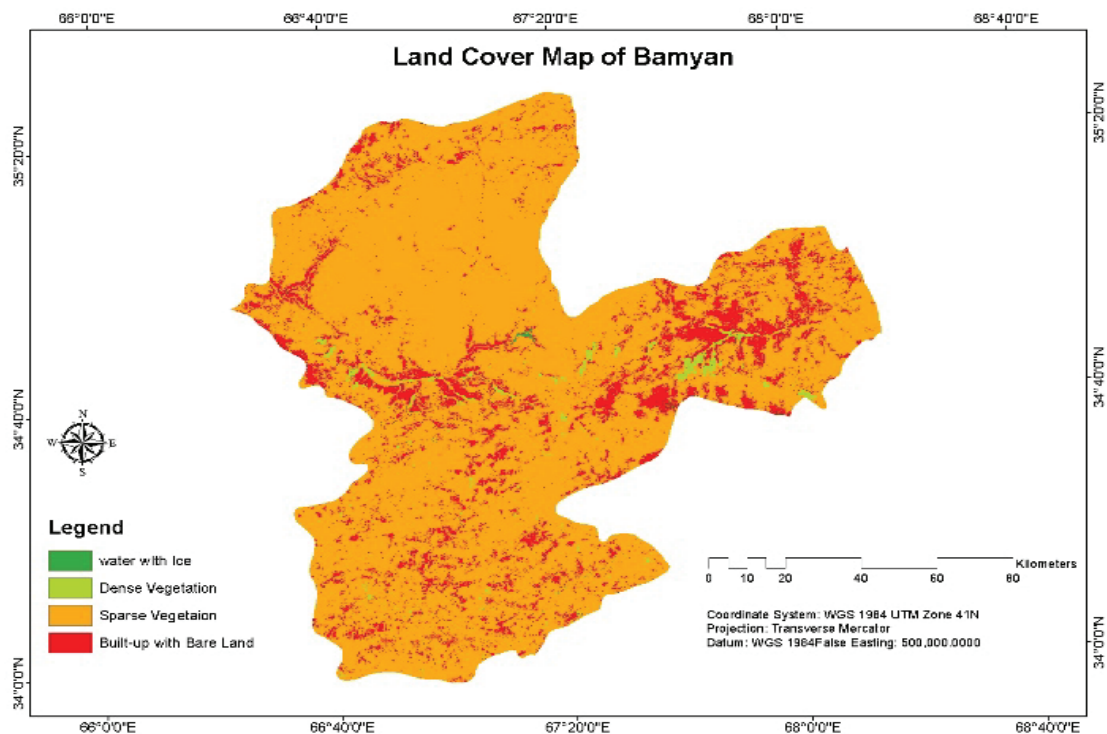 66°0'0"E 66°40'0"E 67°20'0"E 68°0'0"E 68°40'0"E
Land Cover Map of Bamyan
35°20'0"N
35°20'0"N
34°40'0"N
34°40'0"N
N
W E
S
Legend
water with Ice
Dense Vegetation
Sparse Vegetaion
Built-up with Bare Land
Kilometers
0 10 20 40 60 80
Coordinate System: WGS 1984 UTM Zone 41N
Projection: Transverse Mercator
Datum: WGS 1984False Easting: 500,000.0000
34°0'0"N
34°0'0"N
66°0'0"E 66°40'0"E 67°20'0"E 68°0'0"E 68°40'0"E